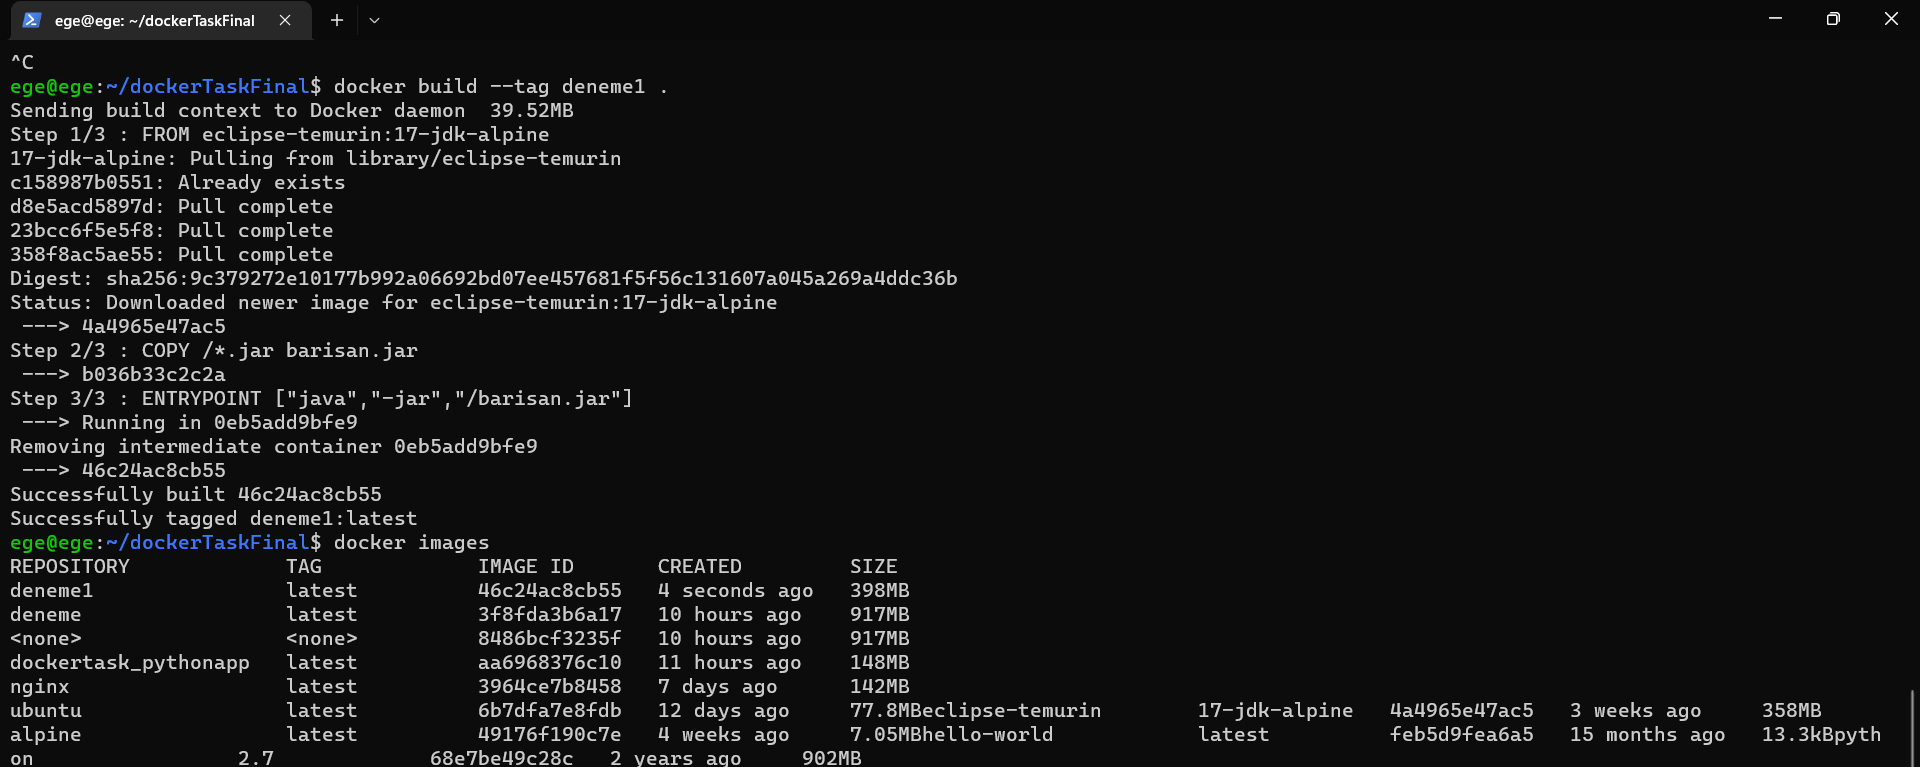 ege@ege: ~/dockerTaskFinal
^C
ege@ege:~/dockerTaskFinal$ docker build --tag deneme1 .
Sending build context to Docker daemon  39.52MB
Step 1/3 : FROM eclipse-temurin:17-jdk-alpine
17-jdk-alpine: Pulling from library/eclipse-temurin
c158987b0551: Already exists
d8e5acd5897d: Pull complete
23bcc6f5e5f8: Pull complete
358f8ac5ae55: Pull complete
Digest: sha256:9c379272e10177b992a06692bd07ee457681f5f56c131607a045a269a4ddc36b
Status: Downloaded newer image for eclipse-temurin:17-jdk-alpine
 ---> 4a4965e47ac5
Step 2/3 : COPY /*.jar barisan.jar
 ---> b036b33c2c2a
Step 3/3 : ENTRYPOINT ["java","-jar","/barisan.jar"]
 ---> Running in 0eb5add9bfe9
Removing intermediate container 0eb5add9bfe9
 ---> 46c24ac8cb55
Successfully built 46c24ac8cb55
Successfully tagged deneme1:latest
ege@ege:~/dockerTaskFinal$ docker images
REPOSITORY             TAG             IMAGE ID       CREATED         SIZE
deneme1                latest          46c24ac8cb55   4 seconds ago   398MB
deneme                 latest          3f8fda3b6a17   10 hours ago    917MB
<none>                 <none>          8486bcf3235f   10 hours ago    917MB
dockertask_pythonapp   latest          aa6968376c10   11 hours ago    148MB
nginx                  latest          3964ce7b8458   7 days ago      142MB
ubuntu                 latest          6b7dfa7e8fdb   12 days ago     77.8MBeclipse-temurin        17-jdk-alpine   4a4965e47ac5   3 weeks ago     358MB
alpine                 latest          49176f190c7e   4 weeks ago     7.05MBhello-world            latest          feb5d9fea6a5   15 months ago   13.3kBpyth
on                 2.7             68e7be49c28c   2 years ago     902MB